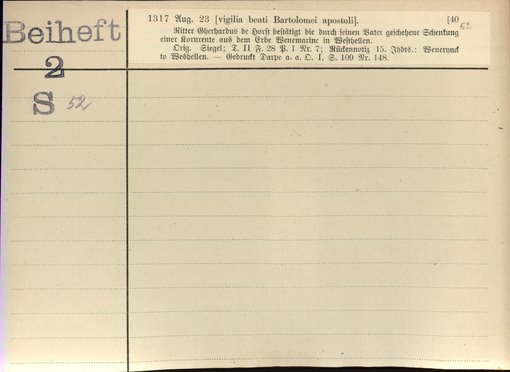 Beiheft
2
S 52
1317 Aug. 23 [vigilia beati Bartolomei apostoli]. [40
52
Ritter Gherhardus de Horst bestätigt die durch seinen Vater geschehene Schenkung
einer Kornrente aus dem Erbe Wenemarinc in Westhellen.
Orig. Siegel; T. II F. 28 P. 1 Nr. 7; Rückennotiz 15. Jhdts.: Wenerynck
to Weshellen. — Gedruckt Darpe a. a. O. I, S. 109 Nr. 148.